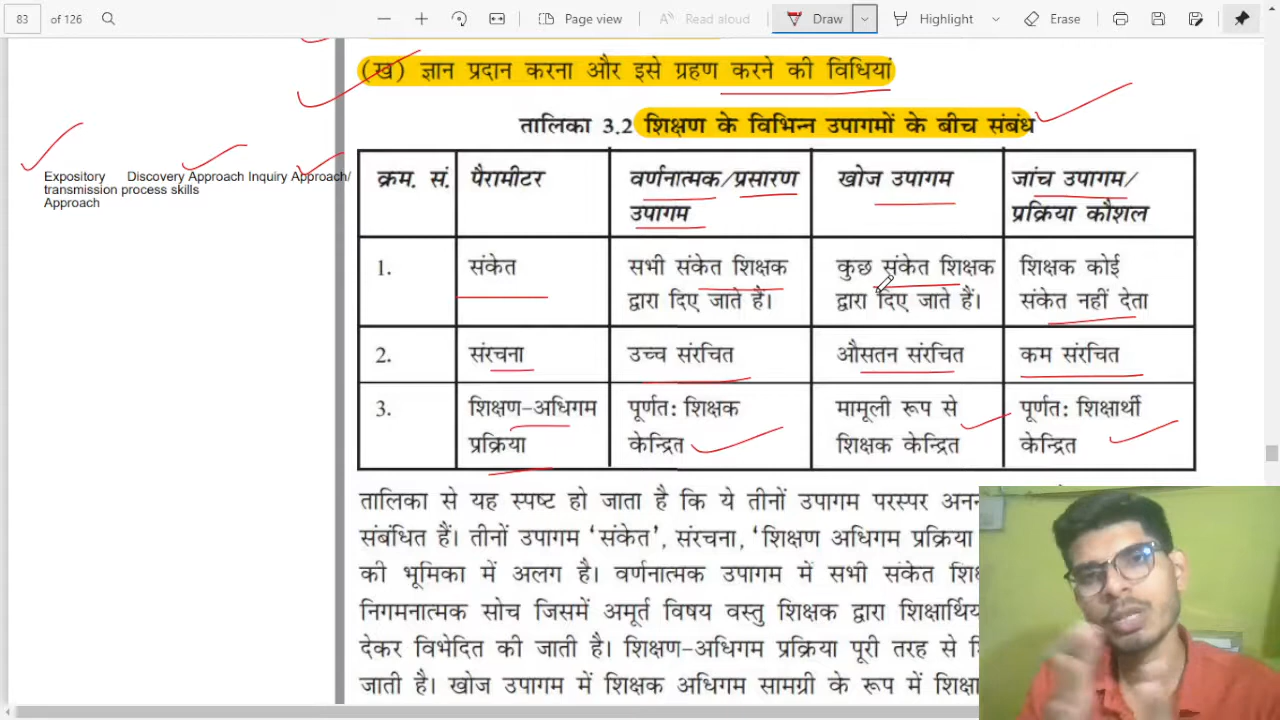 83 of 126 Page view Read aloud Draw Highlight Erase
(ख) ज्ञान प्रदान करना और इसे ग्रहण करने की विधियां
तालिका 3.2 शिक्षण के विभिन्न उपागमों के बीच संबंध
Expository Discovery Approach Inquiry Approach/
transmission process skills
Approach
क्रम. सं. पैरामीटर वर्णनात्मक/प्रसारण उपागम खोज उपागम जांच उपागम/ प्रक्रिया कौशल
1. संकेत सभी संकेत शिक्षक द्वारा दिए जाते हैं। कुछ संकेत शिक्षक द्वारा दिए जाते हैं। शिक्षक कोई संकेत नहीं देता
2. संरचना उच्च संरचित औसतन संरचित कम संरचित
3. शिक्षण-अधिगम प्रक्रिया पूर्णत: शिक्षक केन्द्रित मामूली रूप से शिक्षक केन्द्रित पूर्णत: शिक्षार्थी केन्द्रित
तालिका से यह स्पष्ट हो जाता है कि ये तीनों उपागम परस्पर
संबंधित हैं। तीनों उपागम 'संकेत', संरचना, 'शिक्षण अधिगम प्रक्रिया
की भूमिका में अलग है। वर्णनात्मक उपागम में सभी संकेत
निगमनात्मक सोच जिसमें अमूर्त विषय वस्तु शिक्षक द्वारा
देकर विभेदित की जाती है। शिक्षण-अधिगम प्रक्रिया पूरी तरह से
जाती है। खोज उपागम में शिक्षक अधिगम सामग्री के रूप में